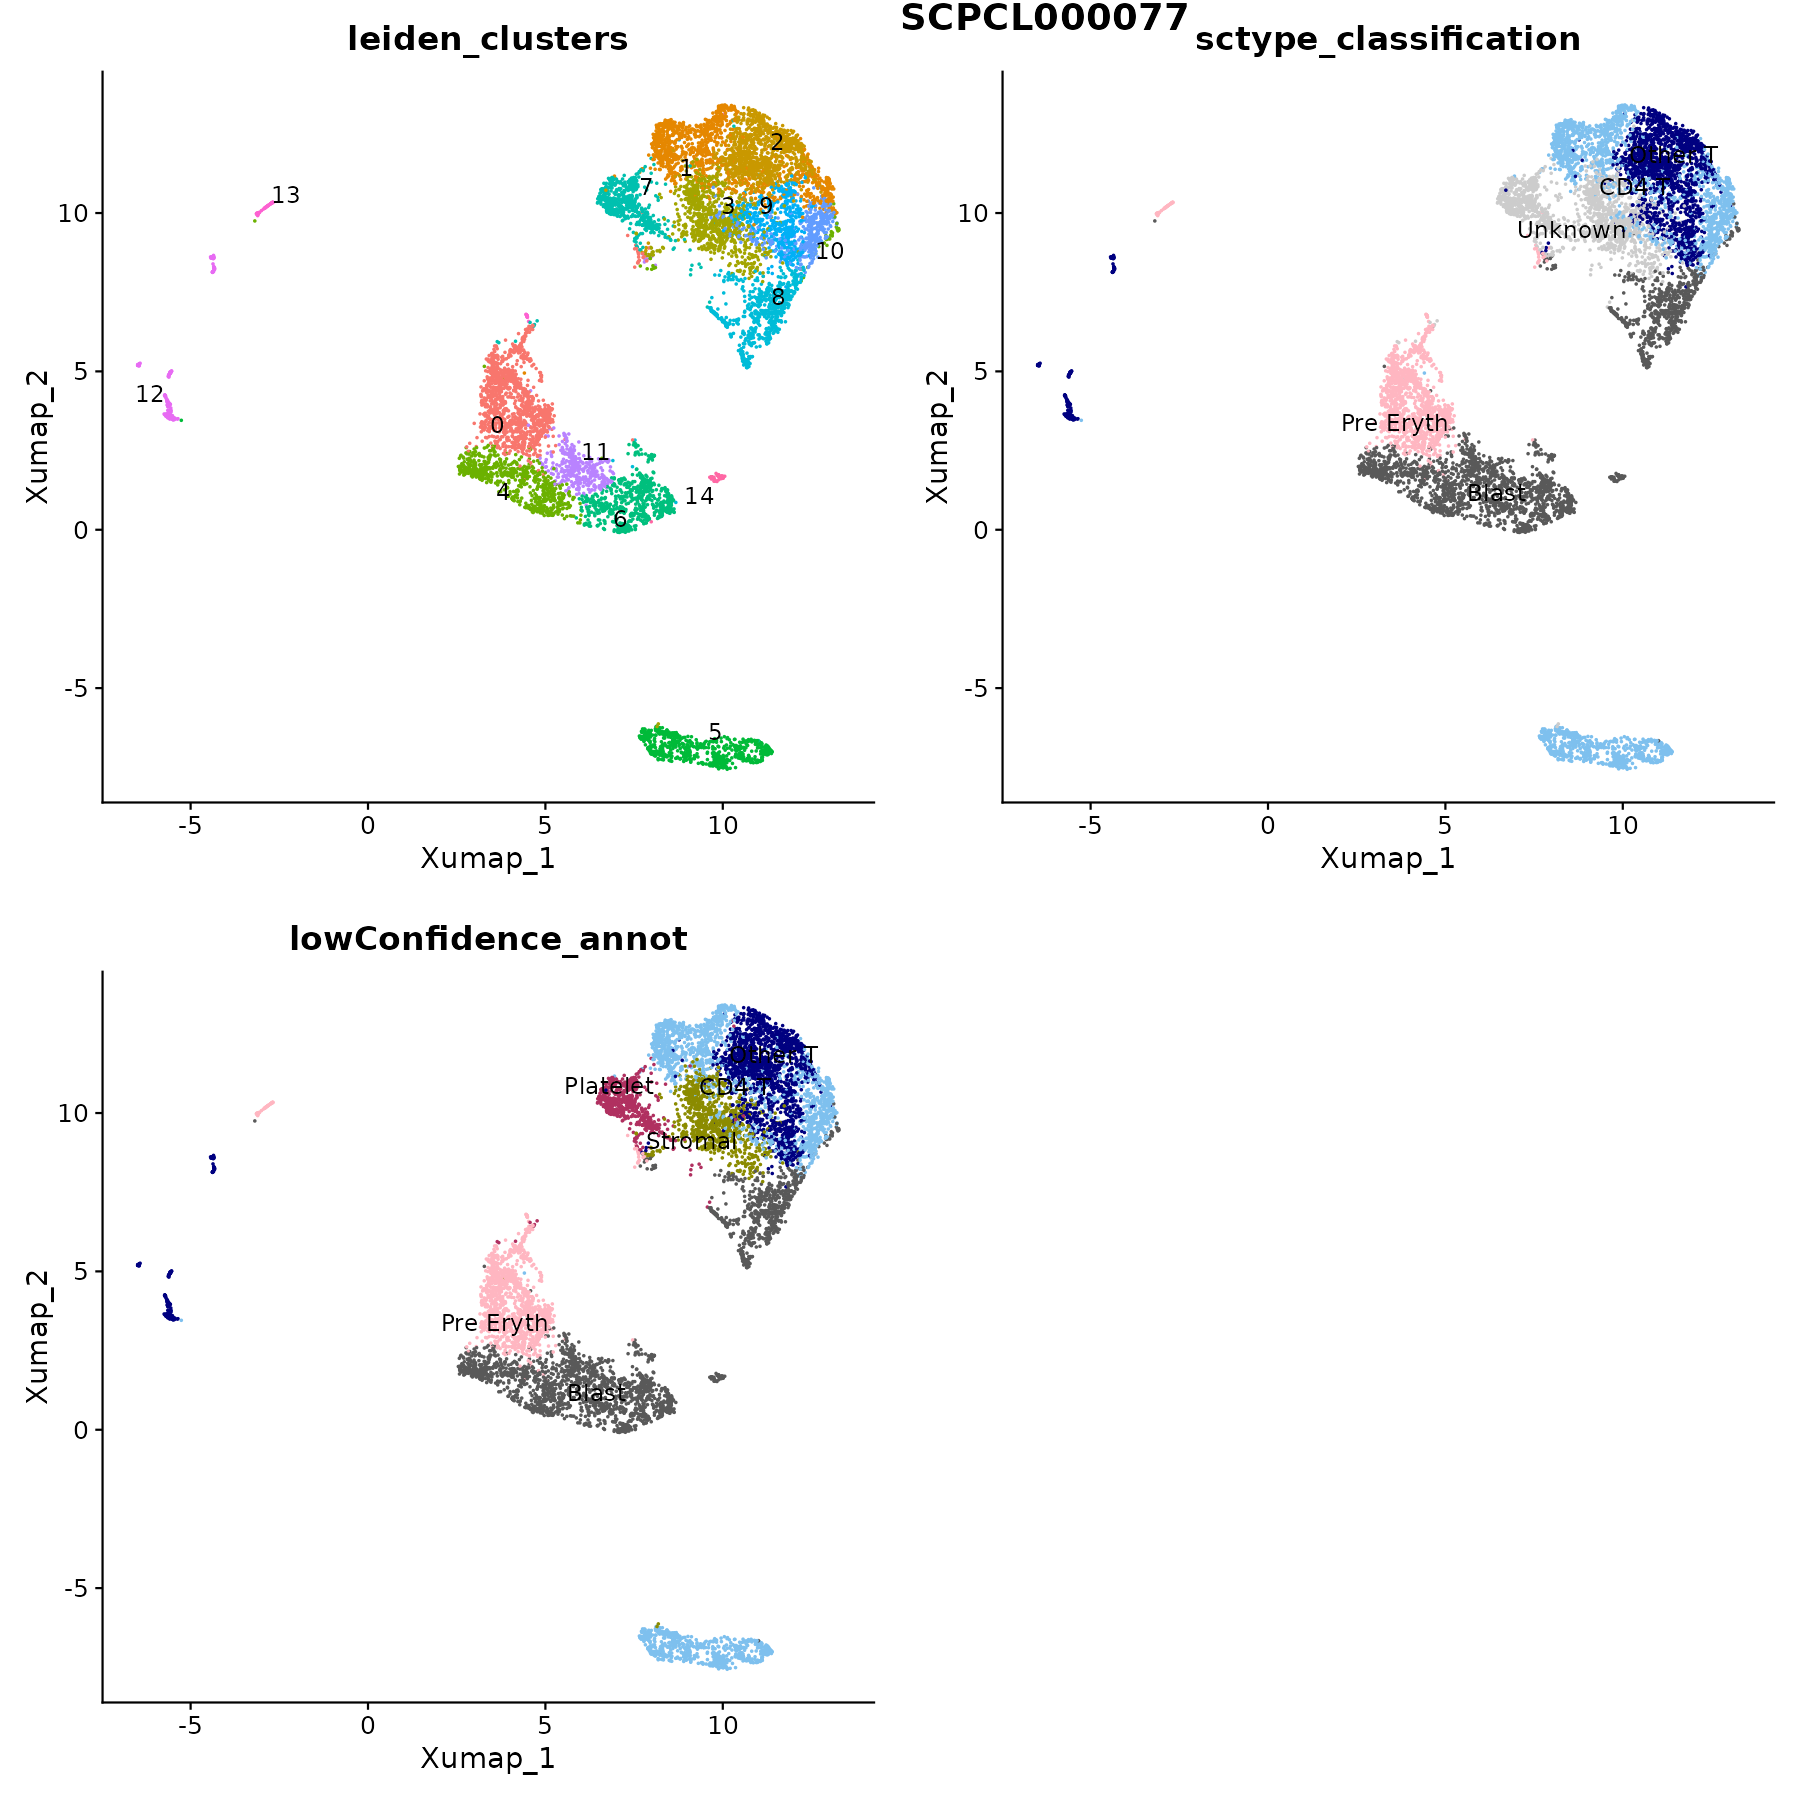 SCPCL000077
leiden_clusters
Xumap_2
10
5
0
-5
13
12
7
1
2
3
9
10
8
0
11
4
6
14
5
-5
0
5
10
Xumap_1
sctype_classification
Xumap_2
10
5
0
-5
Other T
CD4 T
Unknown
Pre Eryth
Blast
-5
0
5
10
Xumap_1
lowConfidence_annot
Xumap_2
10
5
0
-5
Other T
Platelet
CD4 T
Stromal
Pre Eryth
Blast
-5
0
5
10
Xumap_1